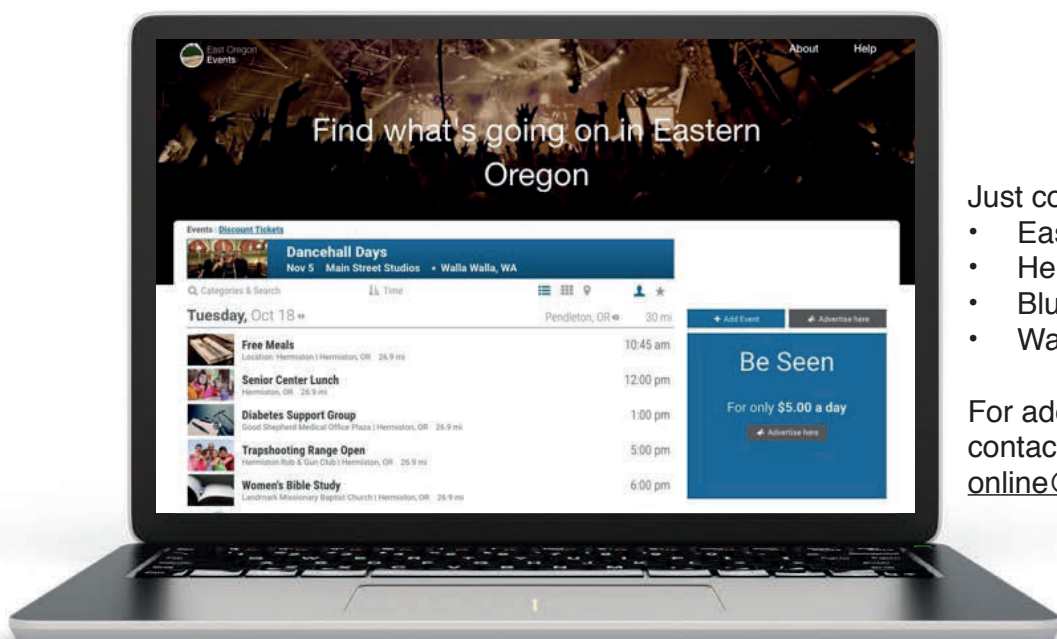 East Oregon
Events
About Help
Find what's going on in Eastern
Oregon
Events Discount Tickets
Dancehall Days
Nov 5 Main Street Studios • Walla Walla, WA
Categories & Search Time
Tuesday, Oct 18 Pendleton, OR 30 mi
Free Meals 10:45 am
Location: Hermiston | Hermiston, OR 26.9 mi
Senior Center Lunch 12:00 pm
Hermiston, OR 26.9 mi
Diabetes Support Group 1:00 pm
Good Shepherd Medical Office Plaza | Hermiston, OR 26.9 mi
Trapshooting Range Open 5:00 pm
Hermiston Rob & Gun Club | Hermiston, OR 26.9 mi
Women's Bible Study 6:00 pm
Landmark Missionary Baptist Church | Hermiston, OR 26.9 mi
+ Add Event Advertise here
Be Seen
For only $5.00 a day
Advertise here
Just co
• Eas
• He
• Blu
• Wa
For add
contac
online@